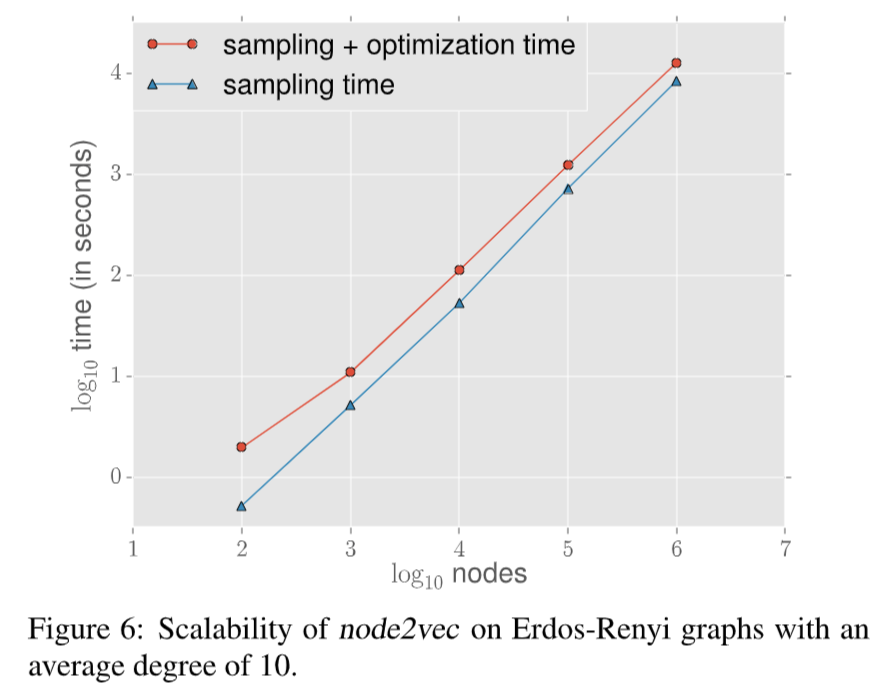 sampling + optimization time
sampling time
4
3
2
1
0
log10 time (in seconds)
1 2 3 4 5 6 7
log10 nodes
Figure 6: Scalability of node2vec on Erdos-Renyi graphs with an
average degree of 10.